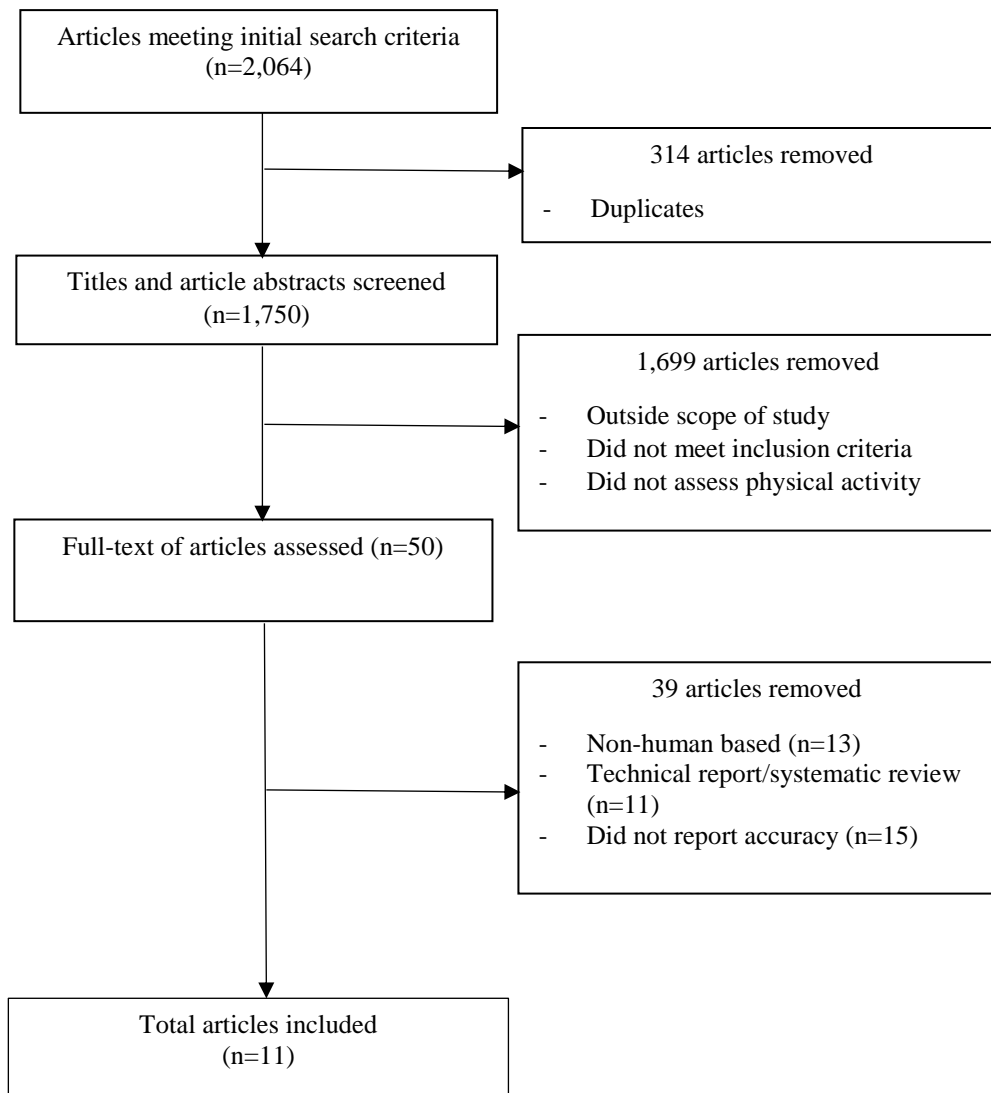 Articles meeting initial search criteria
(n=2,064)
314 articles removed
- Duplicates
Titles and article abstracts screened
(n=1,750)
1,699 articles removed
- Outside scope of study
- Did not meet inclusion criteria
- Did not assess physical activity
Full-text of articles assessed (n=50)
39 articles removed
- Non-human based (n=13)
- Technical report/systematic review
(n=11)
- Did not report accuracy (n=15)
Total articles included
(n=11)